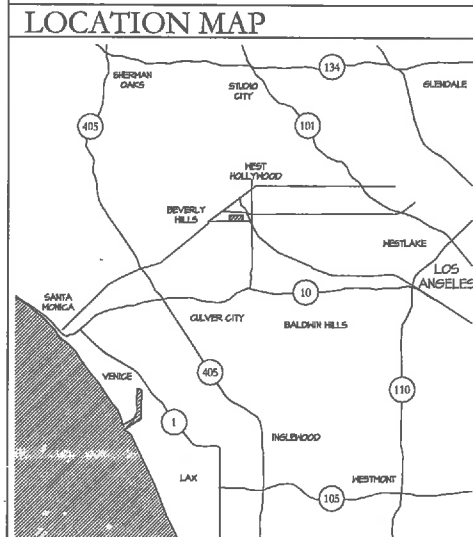 LOCATION MAP
SHERMAN
OAKS
STUDIO
CITY
134
GLENDALE
405
101
WEST
HOLLYWOOD
BEVERLY
HILLS
WESTLAKE
LOS
ANGELES
SANTA
MONICA
10
CULVER CITY
BALDWIN HILLS
VENICE
405
110
1
INGLEWOOD
LAX
WESTMONT
105